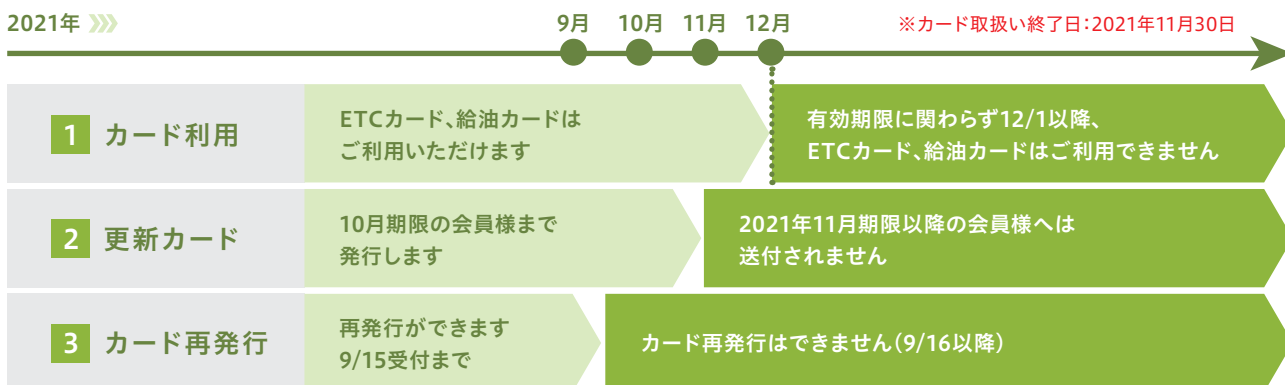 2021年
9月 10月 11月 12月
※カード取扱い終了日：2021年11月30日
1 カード利用
ETCカード、給油カードは
ご利用いただけます
有効期限に関わらず12/1以降、
ETCカード、給油カードはご利用できません
2 更新カード
10月期限の会員様まで
発行します
2021年11月期限以降の会員様へは
送付されません
3 カード再発行
再発行ができます
9/15受付まで
カード再発行はできません（9/16以降）